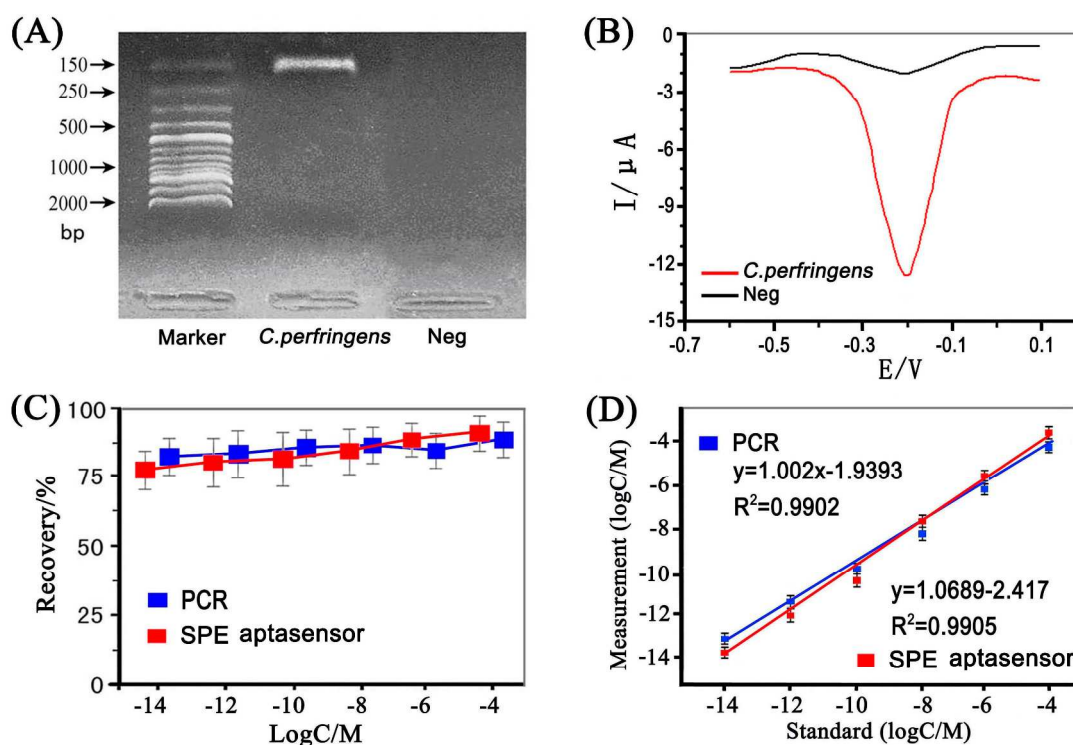 (A)
150
250
500
1000
2000
bp
Marker C.perfringens Neg
(B)
0
-3
-6
-9
-12
-15
I/μA
C.perfringens
Neg
-0.7 -0.5 -0.3 -0.1 0.1
E/V
(C)
100
75
50
25
0
Recovery/%
PCR
SPE aptasensor
-14 -12 -10 -8 -6 -4
LogC/M
(D)
-4
-6
-8
-10
-12
-14
Measurement (logC/M)
PCR
y=1.002x-1.9393
R²=0.9902
y=1.0689-2.417
R²=0.9905
SPE aptasensor
-14 -12 -10 -8 -6 -4
Standard (logC/M)